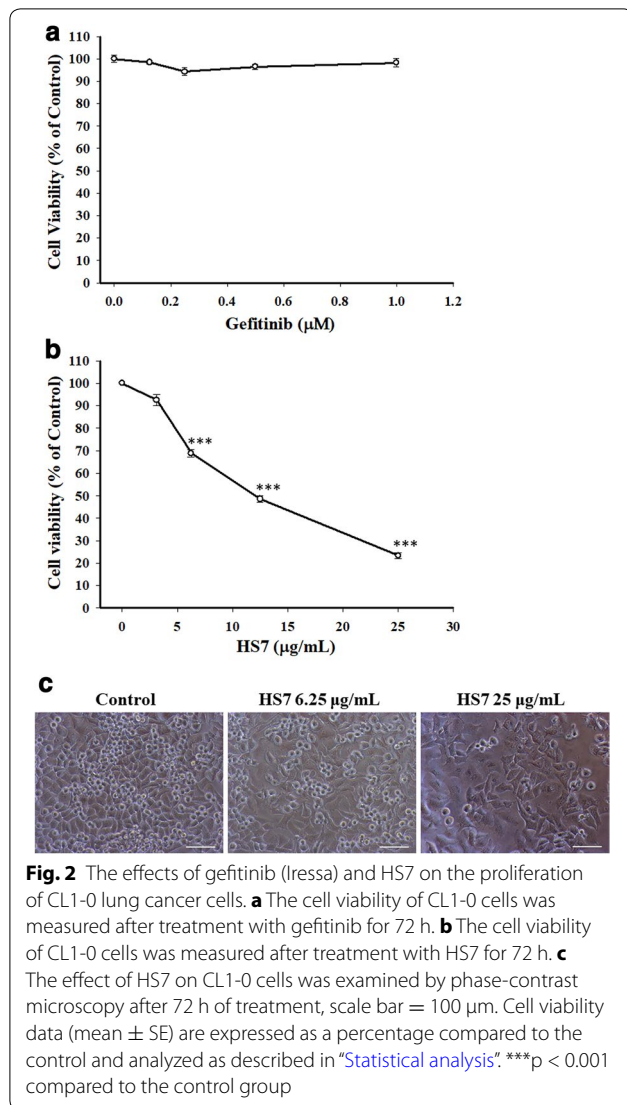 a
110
100
90
80
70
60
50
40
30
20
10
0
Cell Viability (% of Control)
0.0 0.2 0.4 0.6 0.8 1.0 1.2
Gefitinib (μM)
b
110
100
90
80
70
60
50
40
30
20
10
0
Cell viability (% of Control)
***
***
***
0 5 10 15 20 25 30
HS7 (μg/mL)
c
Control HS7 6.25 μg/mL HS7 25 μg/mL
Fig. 2 The effects of gefitinib (Iressa) and HS7 on the proliferation
of CL1-0 lung cancer cells. a The cell viability of CL1-0 cells was
measured after treatment with gefitinib for 72 h. b The cell viability
of CL1-0 cells was measured after treatment with HS7 for 72 h. c
The effect of HS7 on CL1-0 cells was examined by phase-contrast
microscopy after 72 h of treatment, scale bar = 100 μm. Cell viability
data (mean ± SE) are expressed as a percentage compared to the
control and analyzed as described in “Statistical analysis”. ***p < 0.001
compared to the control group